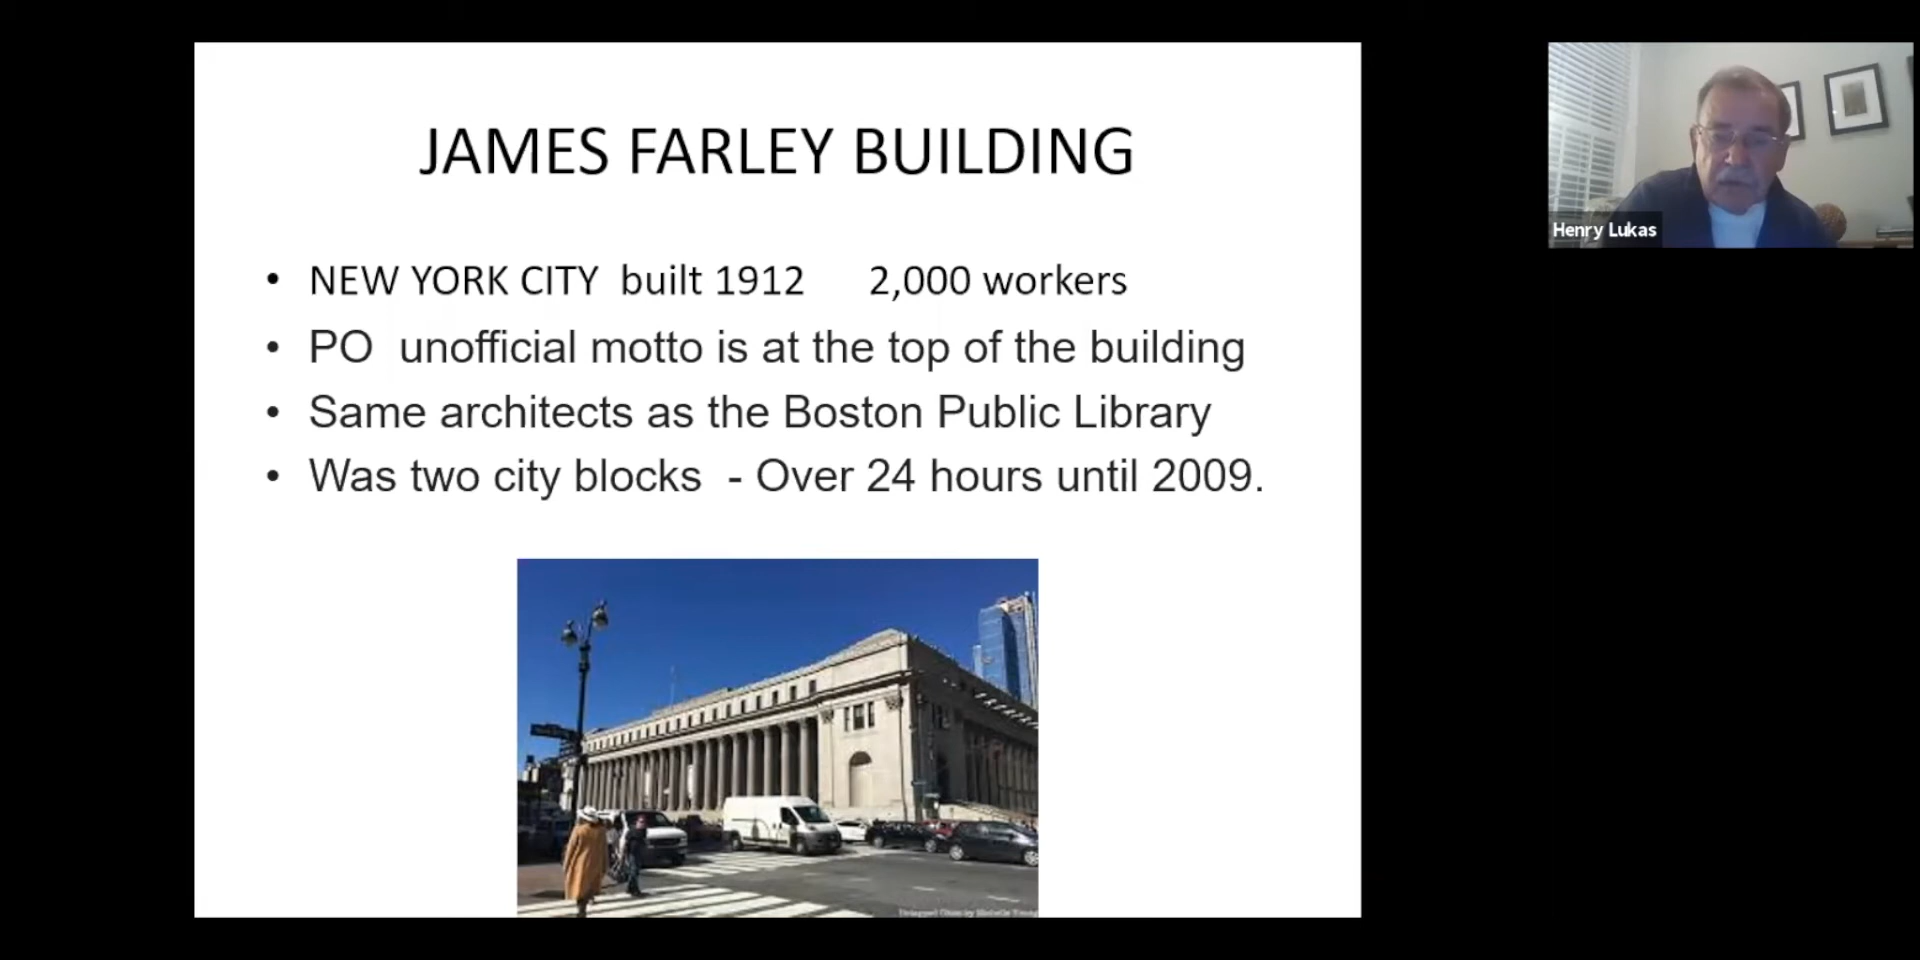 JAMES FARLEY BUILDING
• NEW YORK CITY built 1912 2,000 workers
• PO unofficial motto is at the top of the building
• Same architects as the Boston Public Library
• Was two city blocks - Over 24 hours until 2009.
Henry Lukas